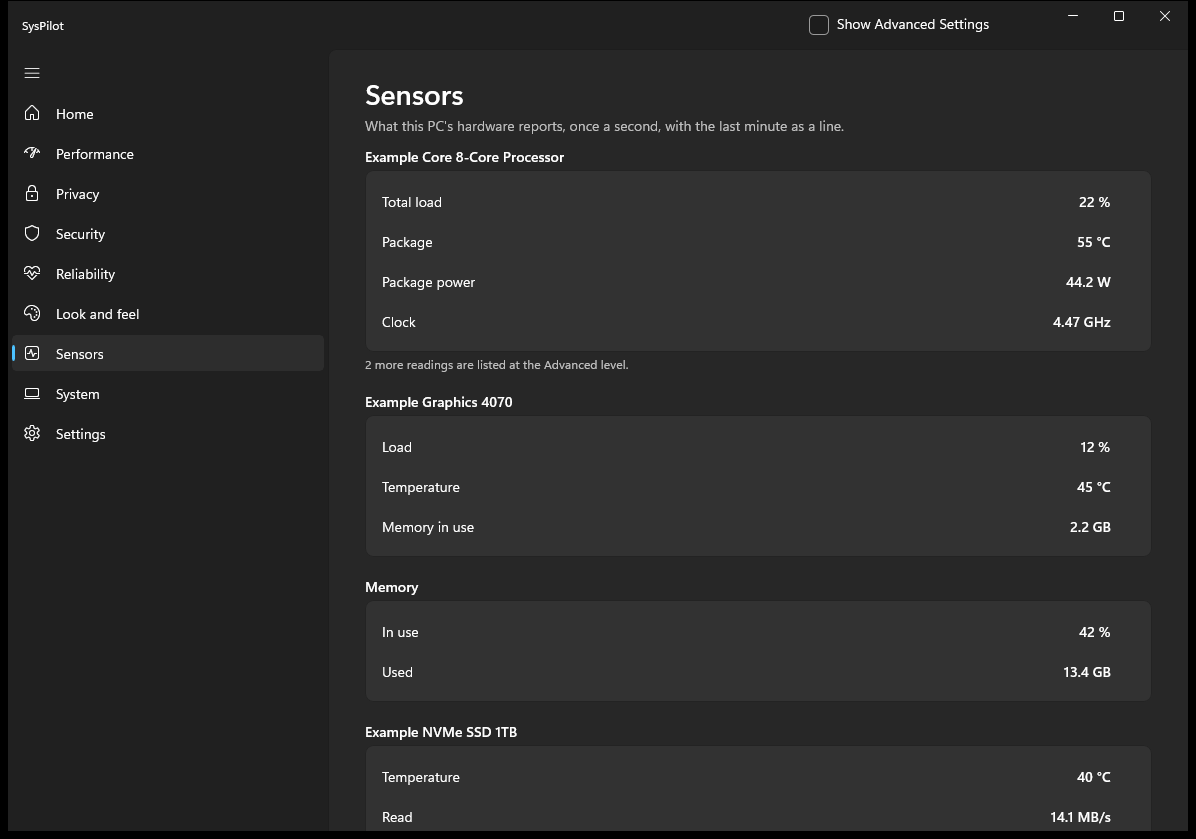 SysPilot
Show Advanced Settings
Home
Performance
Privacy
Security
Reliability
Look and feel
Sensors
System
Settings
Sensors
What this PC's hardware reports, once a second, with the last minute as a line.
Example Core 8-Core Processor
Total load 22 %
Package 55 °C
Package power 44.2 W
Clock 4.47 GHz
2 more readings are listed at the Advanced level.
Example Graphics 4070
Load 12 %
Temperature 45 °C
Memory in use 2.2 GB
Memory
In use 42 %
Used 13.4 GB
Example NVMe SSD 1TB
Temperature 40 °C
Read 14.1 MB/s